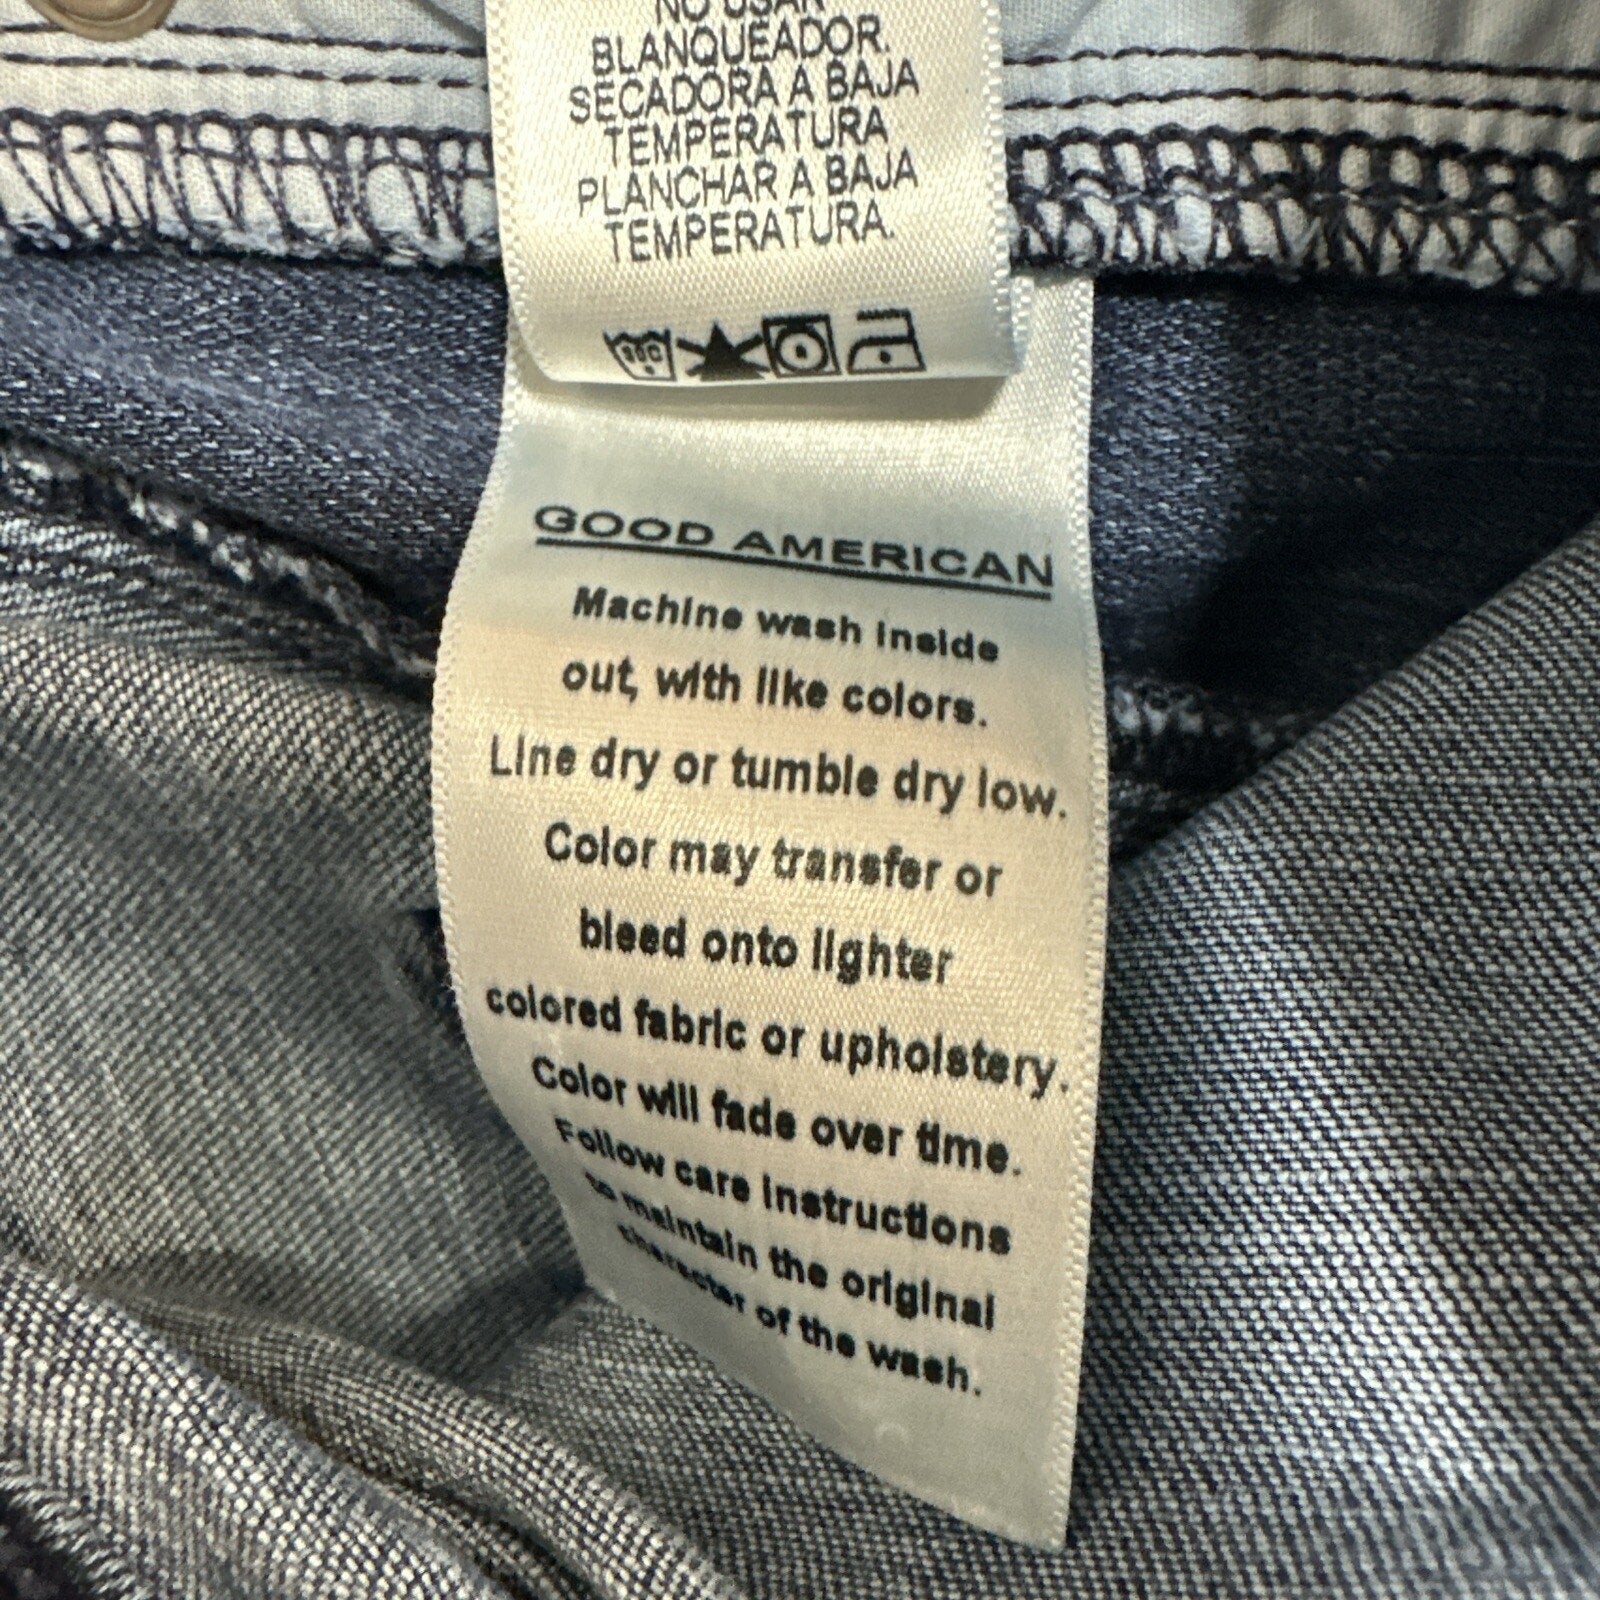 NO USAR
BLANQUEADOR.
SECADORA A BAJA
TEMPERATURA
PLANCHAR A BAJA
TEMPERATURA.
GOOD AMERICAN
Machine wash inside
out, with like colors.
Line dry or tumble dry low.
Color may transfer or
bleed onto lighter
colored fabric or upholstery.
Color will fade over time.
Follow care instructions
to maintain the original
character of the wash.